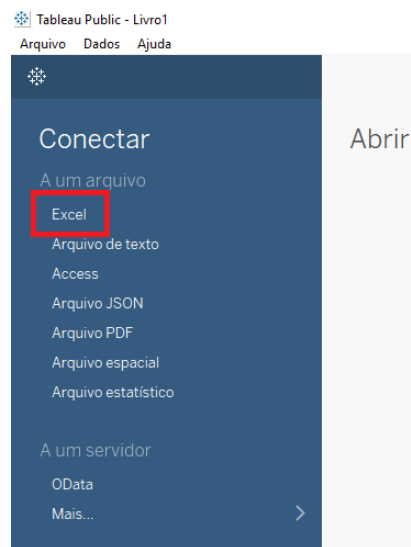 Tableau Public - Livro1
Arquivo Dados Ajuda
Conectar
Abrir
A um arquivo
Excel
Arquivo de texto
Access
Arquivo JSON
Arquivo PDF
Arquivo espacial
Arquivo estatístico
A um servidor
OData
Mais...